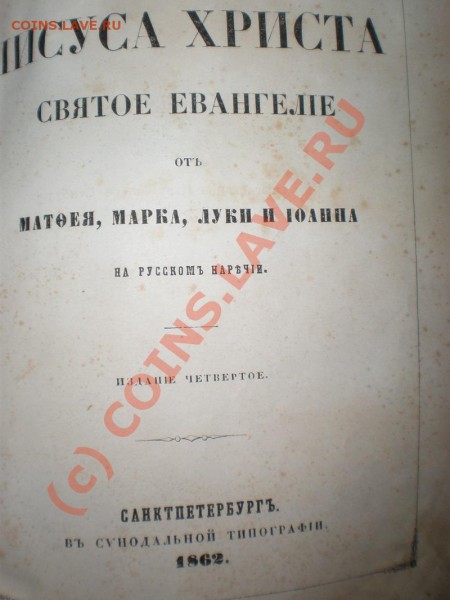 COINS.LAVE.RU
ІИСУСА ХРИСТА
СВЯТОЕ ЕВАНГЕЛІЕ
ОТЪ
МАТѲЕЯ, МАРКА, ЛУКИ И ІОАННА
НА РУССКОМЪ НАРѢЧІИ.
ИЗДАНІЕ ЧЕТВЕРТОЕ.
САНКТПЕТЕРБУРГЪ.
ВЪ СѴНОДАЛЬНОЙ ТИПОГРАФІИ.
1862.
(c) COINS.LAVE.RU